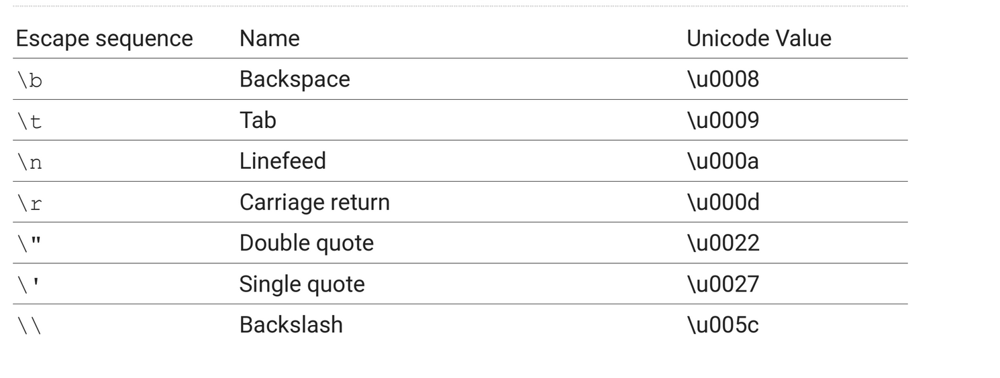 Escape sequence Name Unicode Value
\b Backspace \u0008
\t Tab \u0009
\n Linefeed \u000a
\r Carriage return \u000d
\" Double quote \u0022
\' Single quote \u0027
\\ Backslash \u005c